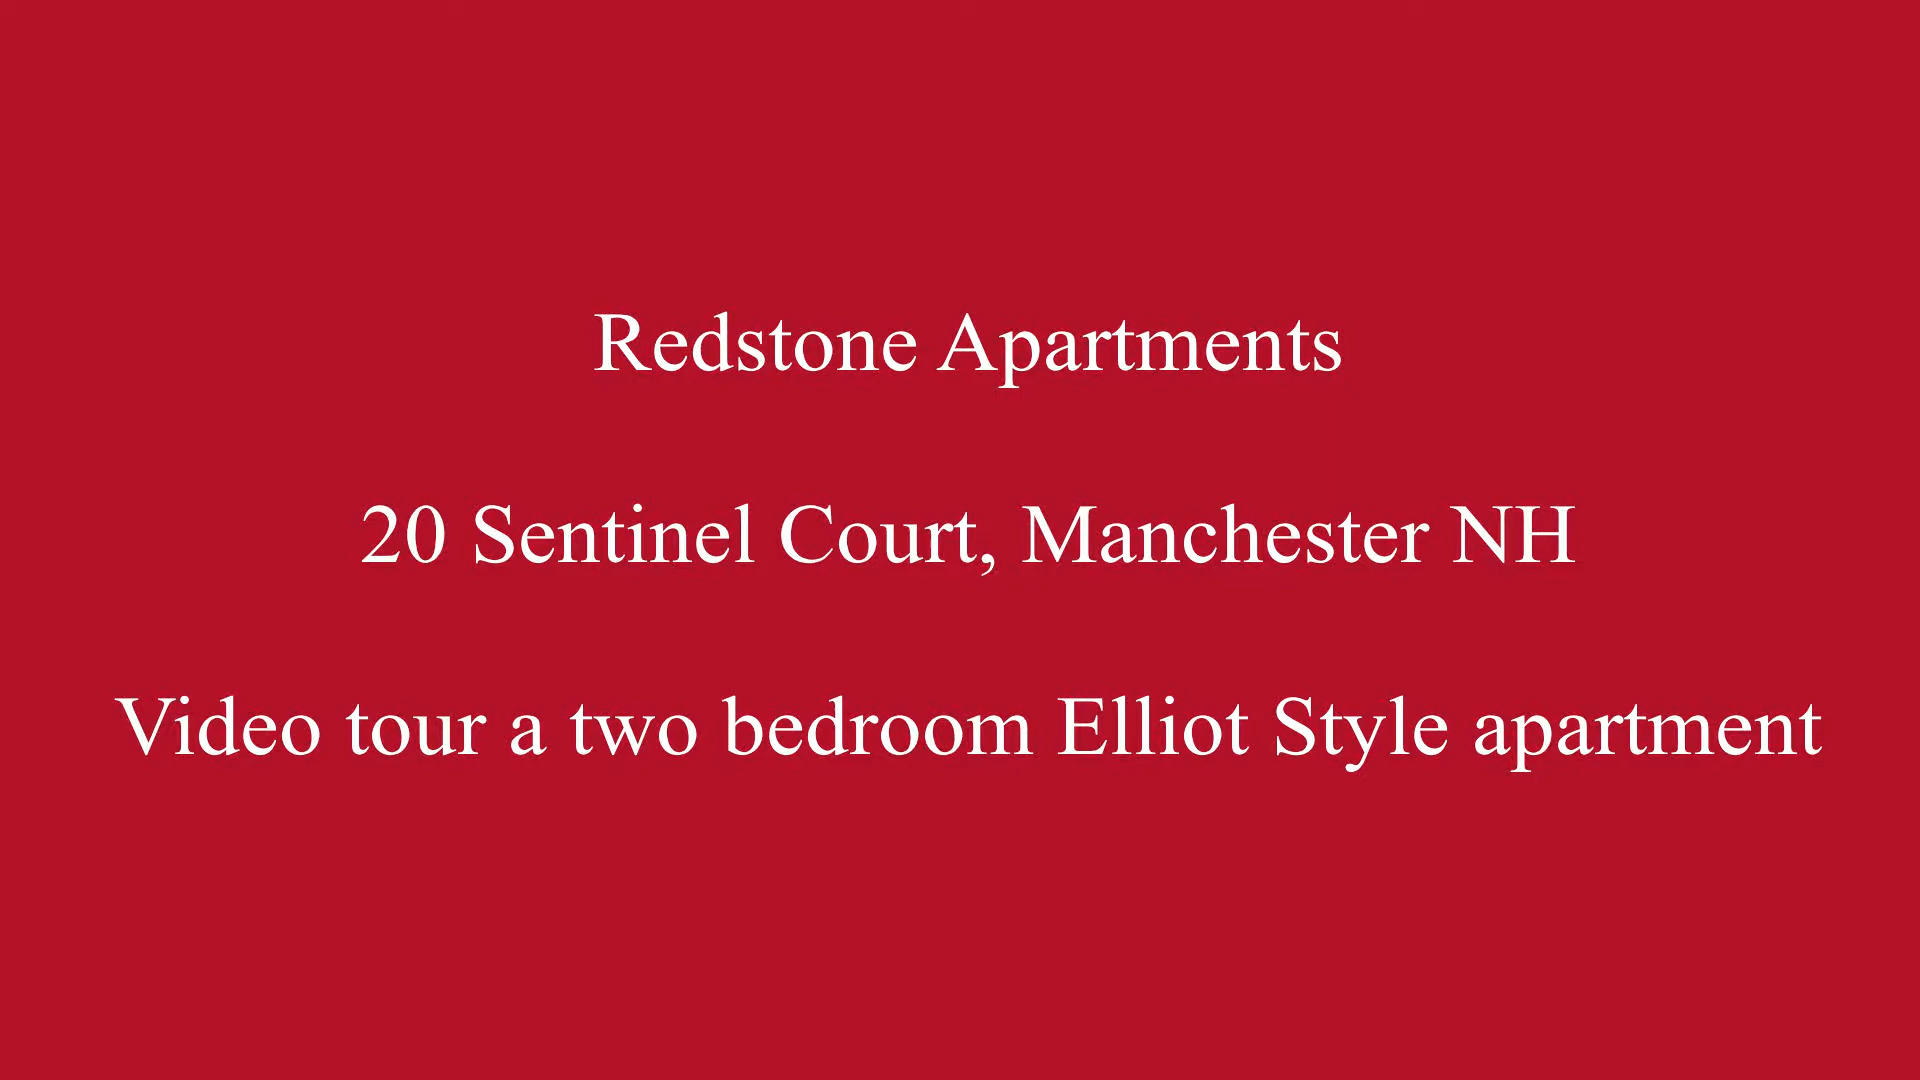 Redstone Apartments
20 Sentinel Court, Manchester NH
Video tour a two bedroom Elliot Style apartment